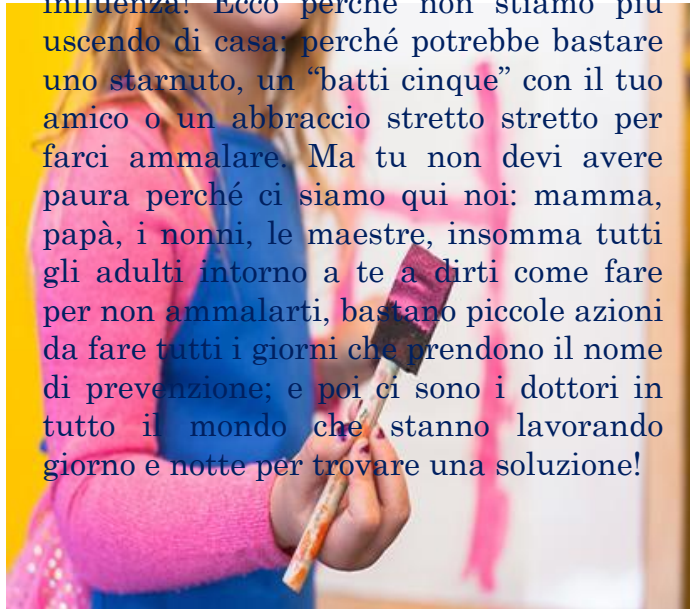 influenza! Ecco perché non stiamo più
uscendo di casa: perché potrebbe bastare
uno starnuto, un “batti cinque” con il tuo
amico o un abbraccio stretto stretto per
farci ammalare. Ma tu non devi avere
paura perché ci siamo qui noi: mamma,
papà, i nonni, le maestre, insomma tutti
gli adulti intorno a te a dirti come fare
per non ammalarti, bastano piccole azioni
da fare tutti i giorni che prendono il nome
di prevenzione; e poi ci sono i dottori in
tutto il mondo che stanno lavorando
giorno e notte per trovare una soluzione!